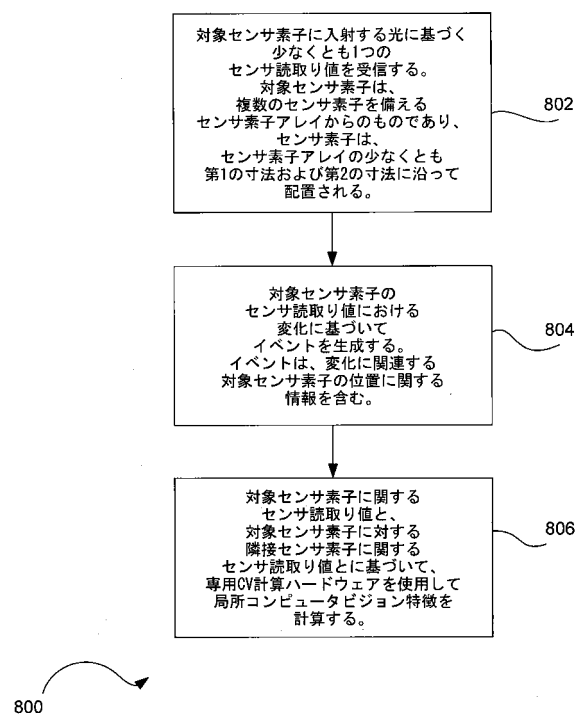 対象センサ素子に入射する光に基づく
少なくとも1つの
センサ読取り値を受信する。
対象センサは、
複数のセンサ素子を備える
センサ素子アレイからのものであり、
センサ素子は、
センサ素子アレイの少なくとも
第1の寸法および第2の寸法に沿って
配置される。
802
対象センサ素子の
センサ読取り値における
変化に基づいて
イベントを生成する。
イベントは、変化に関連する
対象センサ素子の位置に関する
情報を含む。
804
対象センサ素子に関する
センサ読取り値と、
対象センサ素子に対する
隣接センサ素子に関する
センサ読取り値とに基づいて、
専用CV計算ハードウェアを使用して
局所コンピュータビジョン特徴を
計算する。
806
800